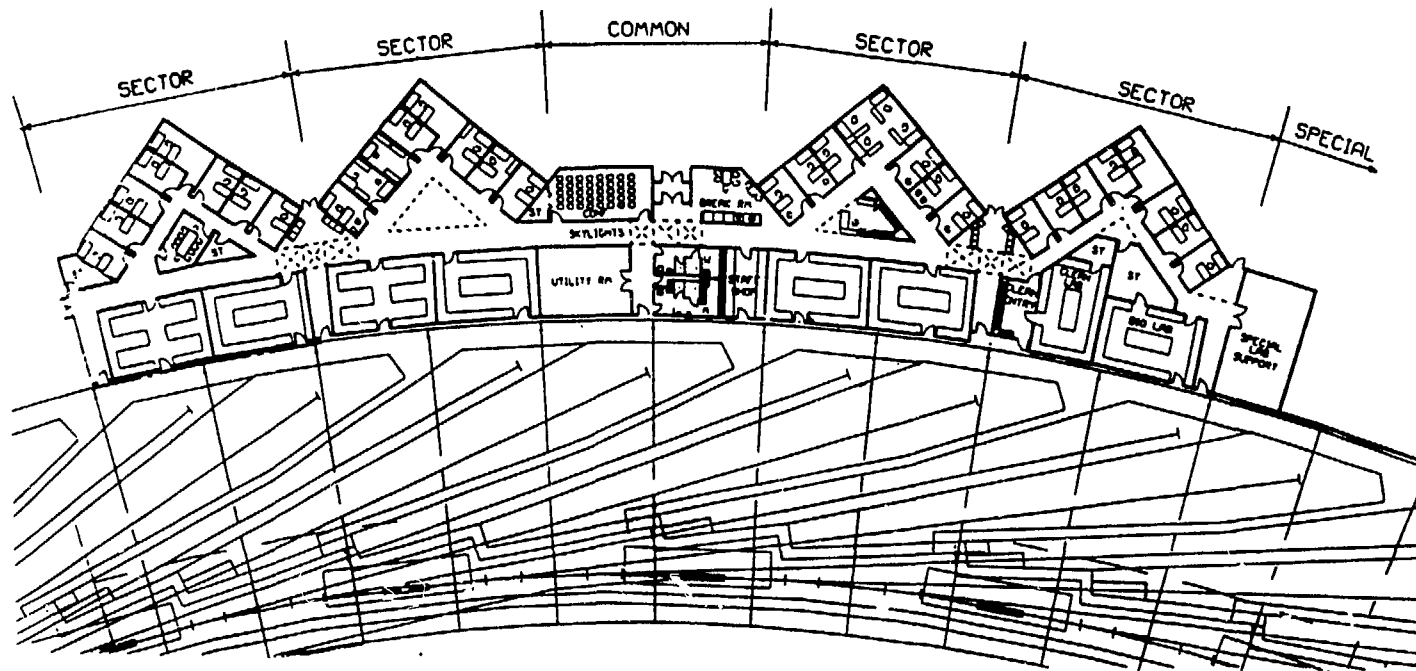 SECTOR
SECTOR
COMMON
SECTOR
SECTOR
SPECIAL
ST
CONF
BREAK RM
SKYLIGHTS
ST
UTILITY RM
STAFF
SHOP
CLEAN
ENTRY
CLEAN
LAB
ST
ST
BIO LAB
SPECIAL
LAB
SUPPORT